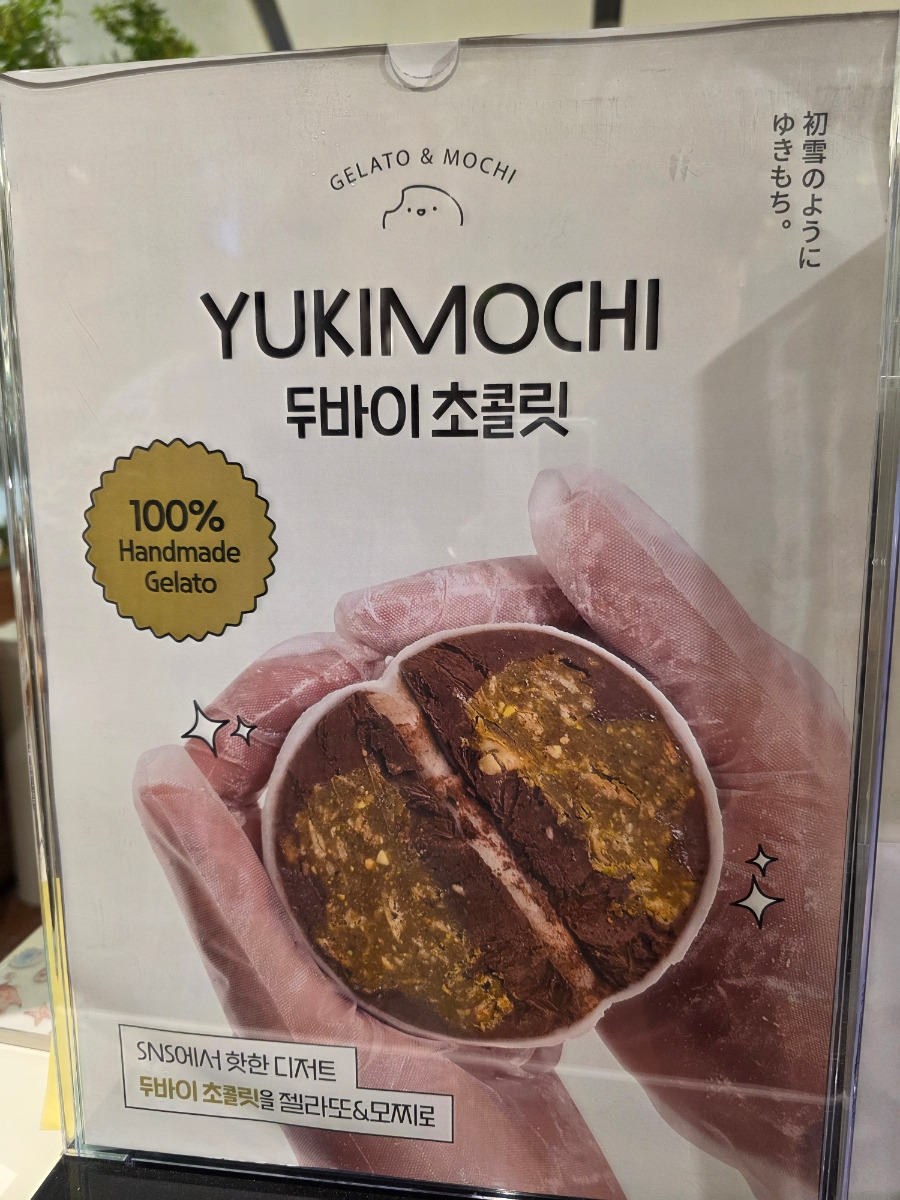 初雪のように
ゆきもち。
GELATO & MOCHI
YUKIMOCHI
두바이 초콜릿
100%
Handmade
Gelato
SNS에서 핫한 디저트
두바이 초콜릿을 젤라또&모찌로